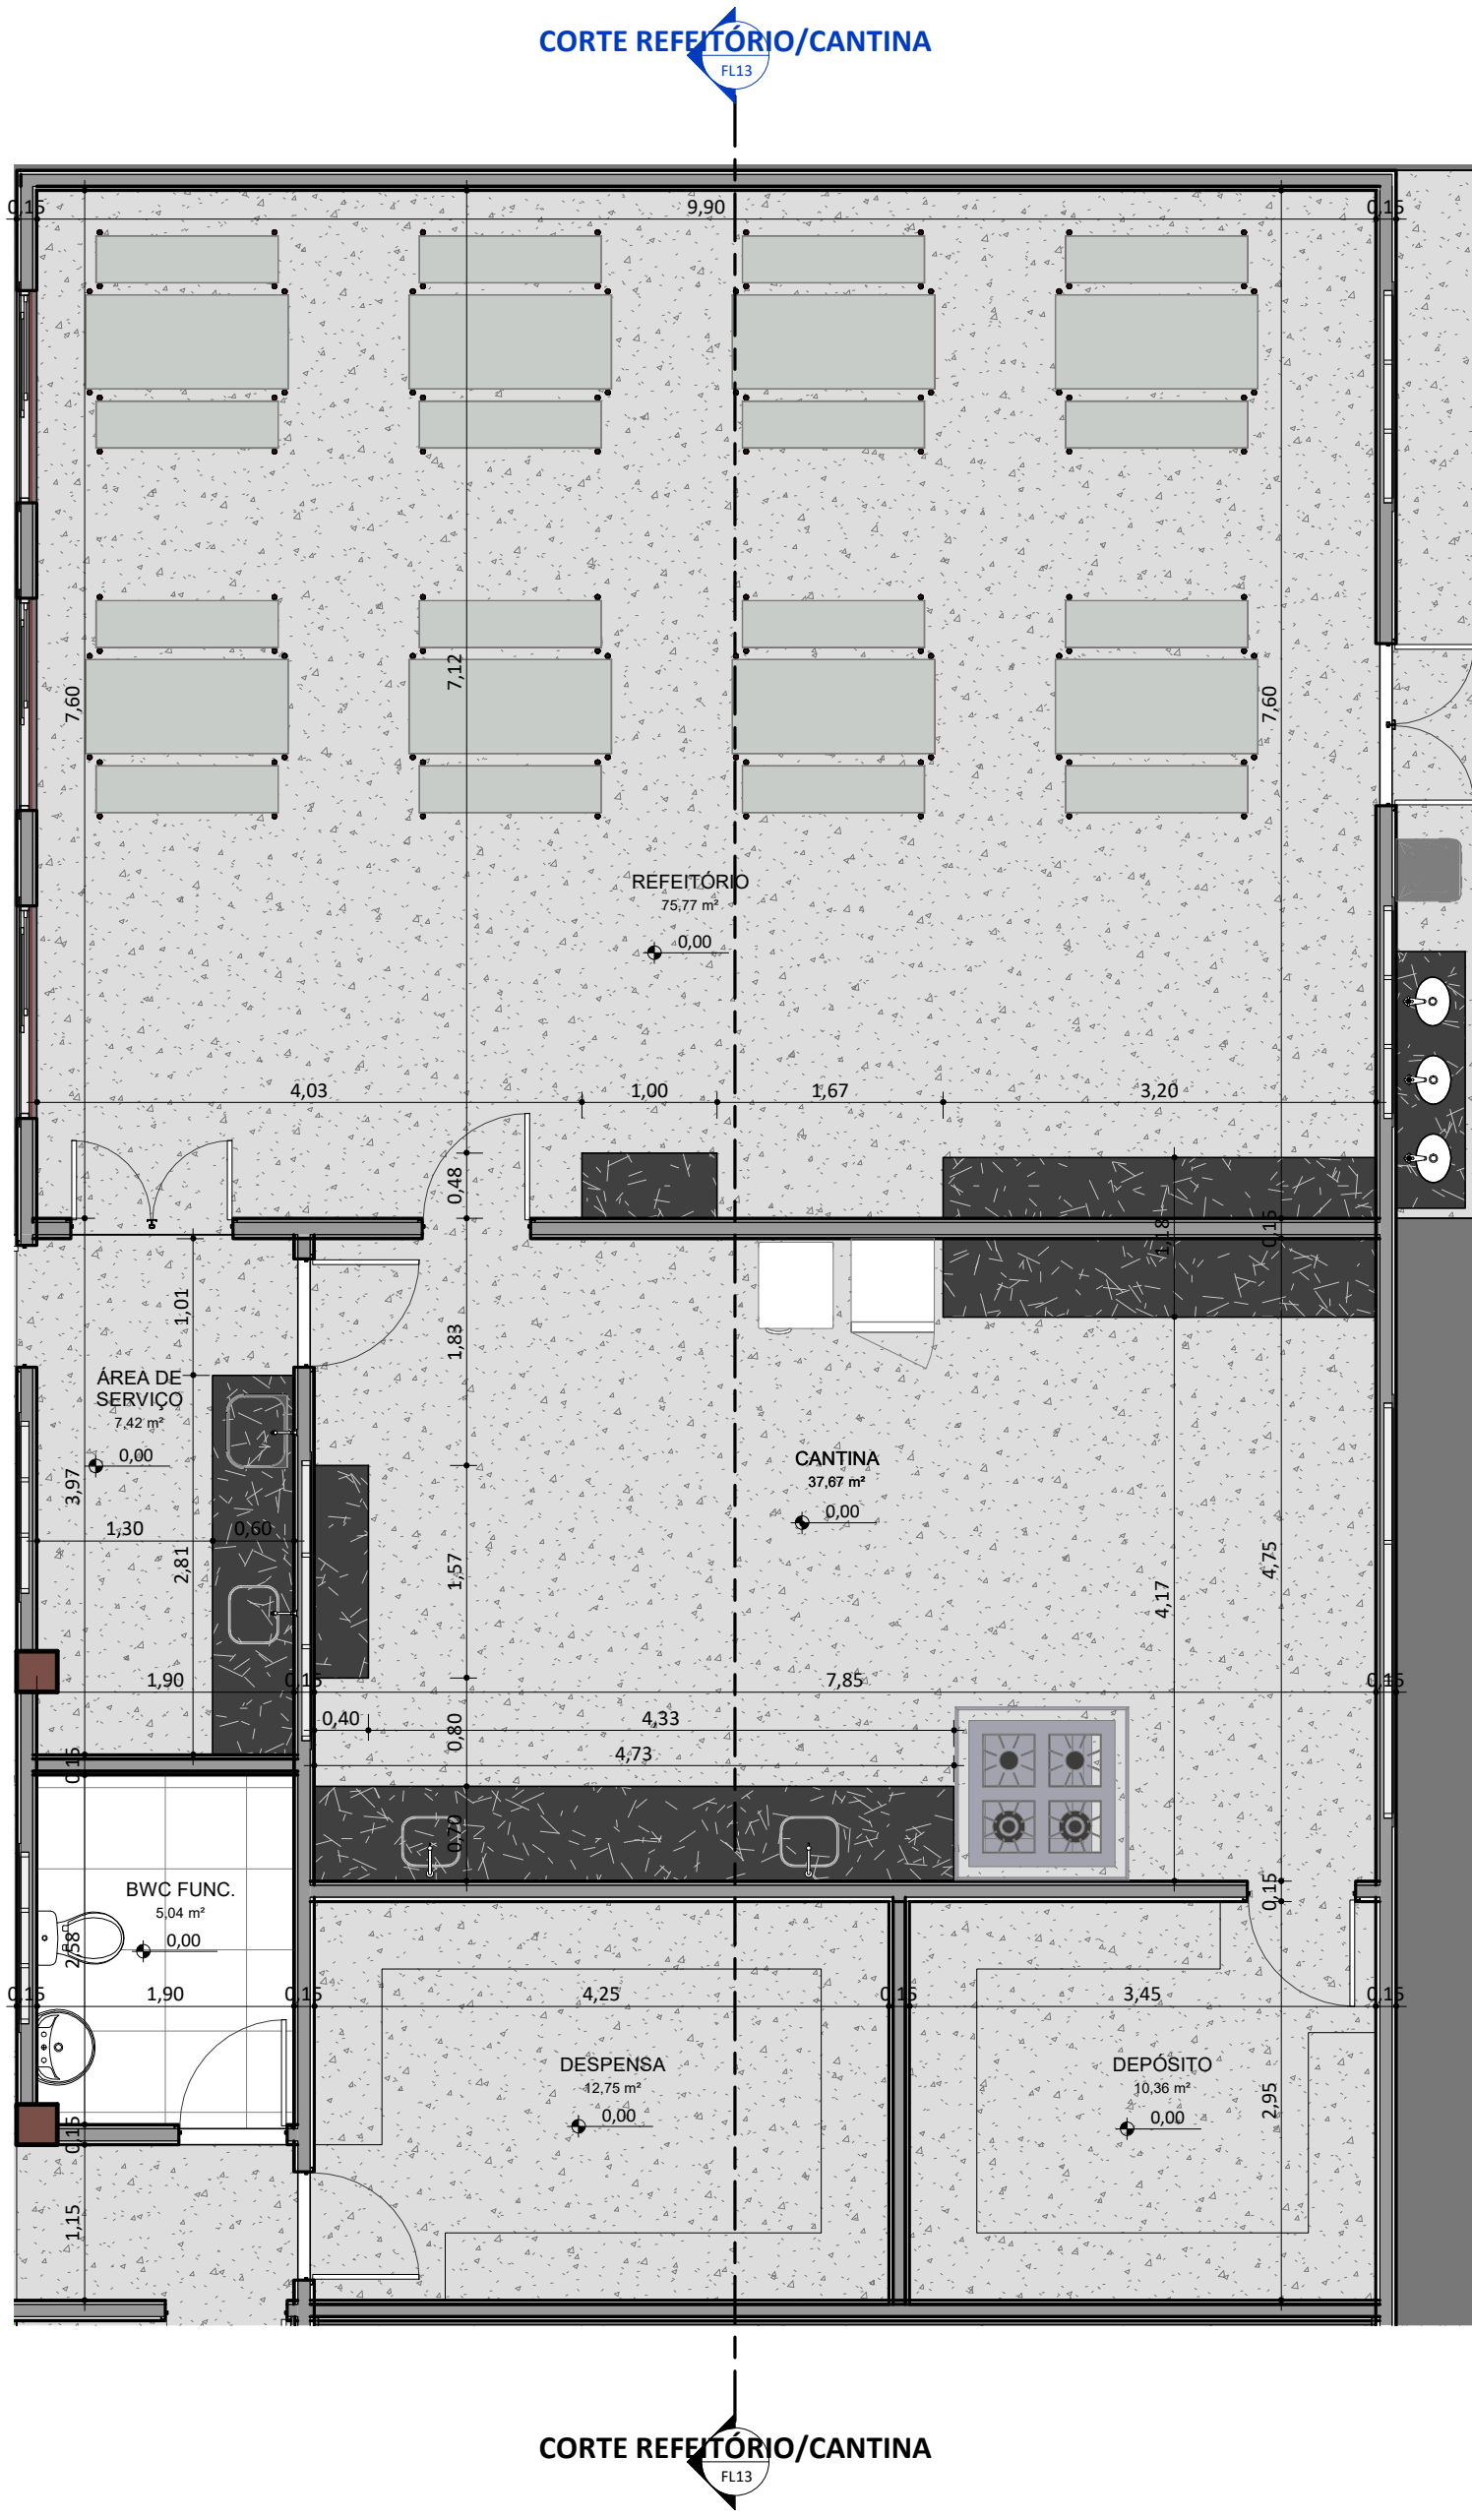 CORTE REFEITÓRIO/CANTINA
FL13
0,15
9,90
0,15
7,60
7,12
7,60
REFEITÓRIO
75,77 m²
0,00
4,03
1,00
1,67
3,20
0,48
1,18
0,15
1,01
1,83
ÁREA DE
SERVIÇO
7,42 m²
0,00
3,97
1,30
0,60
2,81
1,57
CANTINA
37,67 m²
0,00
4,17
4,75
1,90
0,15
7,85
0,15
0,40
0,80
4,33
4,73
0,15
0,70
BWC FUNC.
5,04 m²
0,00
2,58
0,15
0,15
1,90
0,15
4,25
0,15
3,45
0,15
DESPENSA
12,75 m²
0,00
DEPÓSITO
10,36 m²
0,00
2,95
0,15
1,15
CORTE REFEITÓRIO/CANTINA
FL13